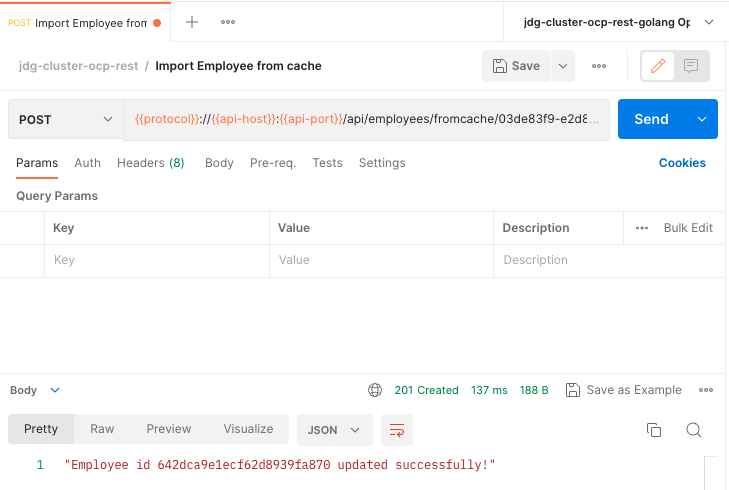 POST Import Employee from
jdg-cluster-ocp-rest-golang Op
jdg-cluster-ocp-rest / Import Employee from cache
Save
POST
{{protocol}}://{{api-host}}:{{api-port}}/api/employees/fromcache/03de83f9-e2d8...
Send
Params Auth Headers (8) Body Pre-req. Tests Settings Cookies
Query Params
Key Value Description Bulk Edit
Key Value Description
Body 201 Created 137 ms 188 B Save as Example
Pretty Raw Preview Visualize JSON
1 "Employee id 642dca9e1ecf62d8939fa870 updated successfully!"